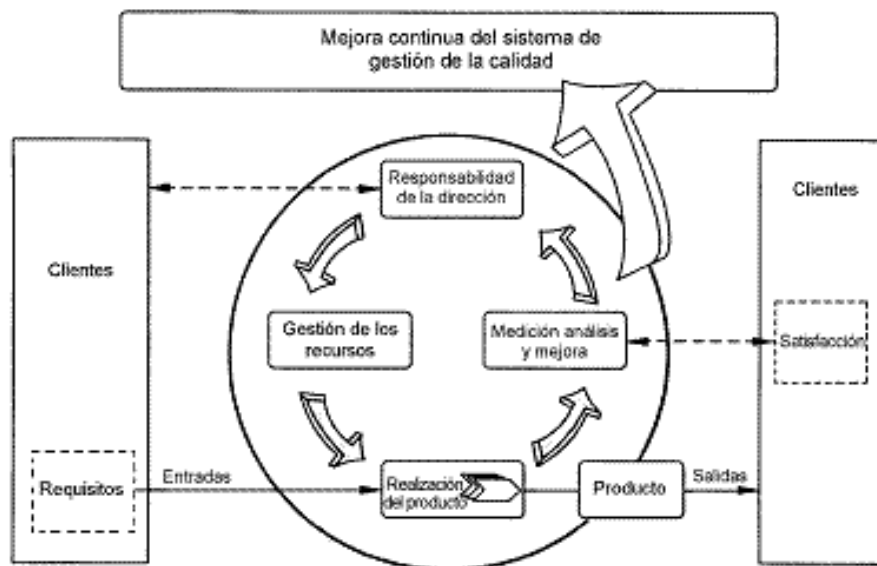 Mejora continua del sistema de
gestión de la calidad
Responsabilidad
de la dirección
Clientes
Clientes
Gestión de los
recursos
Medición análisis
y mejora
Satisfacción
Requisitos
Entradas
Realzación
del producto
Producto
Salidas